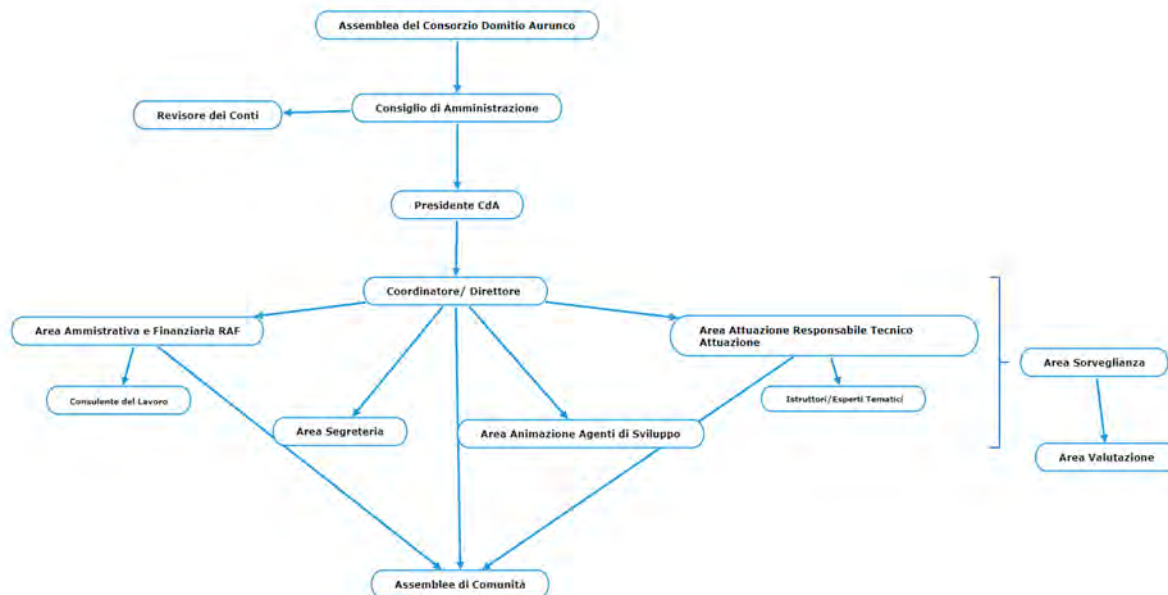 Assemblea del Consorzio Domitio Aurunco
Consiglio di Amministrazione
Revisore dei Conti
Presidente CdA
Coordinatore/ Direttore
Area Ammistrativa e Finanziaria RAF
Area Attuazione Responsabile Tecnico
Attuazione
Area Sorveglianza
Consulente del Lavoro
Istruttori/Esperti Tematici
Area Segreteria
Area Animazione Agenti di Sviluppo
Area Valutazione
Assemblee di Comunità